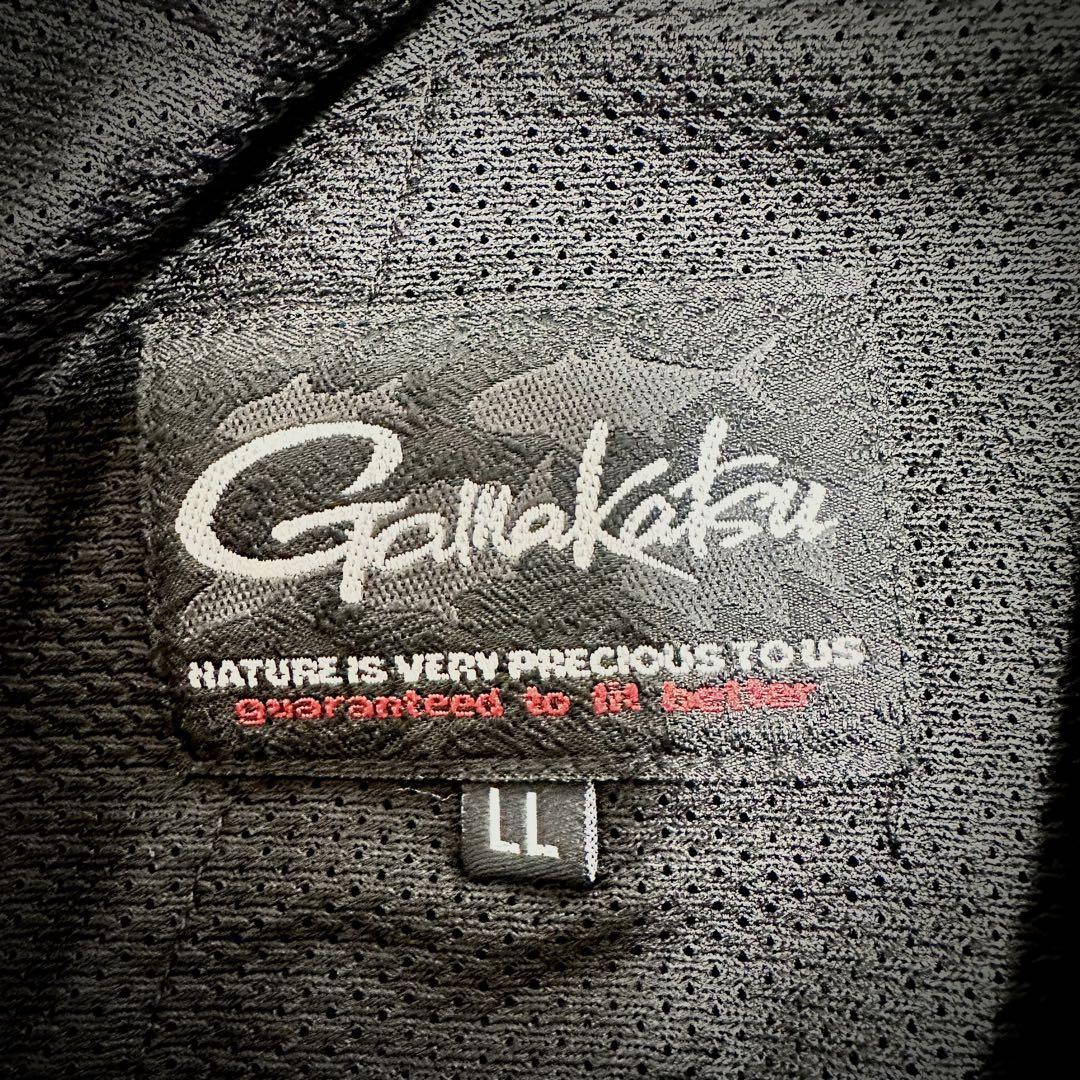 Gamakatsu
NATURE IS VERY PRECIOUS TO US
guaranteed to fit better
LL